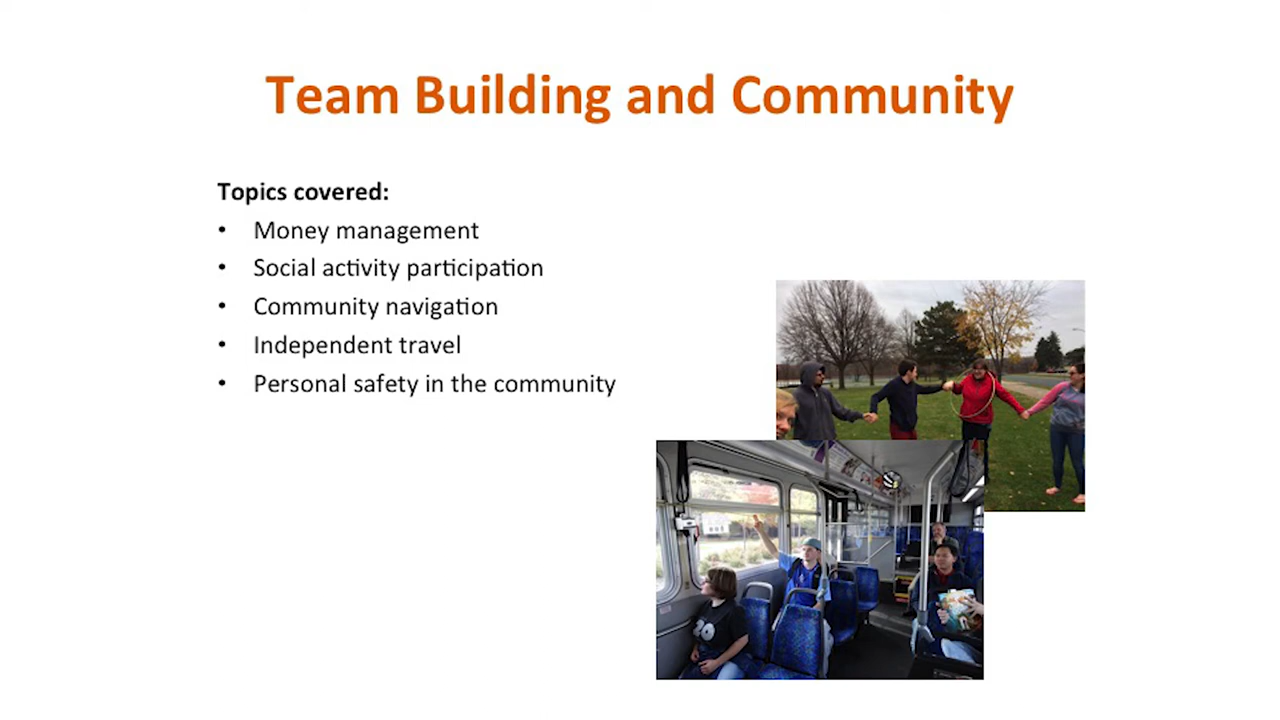 Team Building and Community
Topics covered:
• Money management
• Social activity participation
• Community navigation
• Independent travel
• Personal safety in the community
20